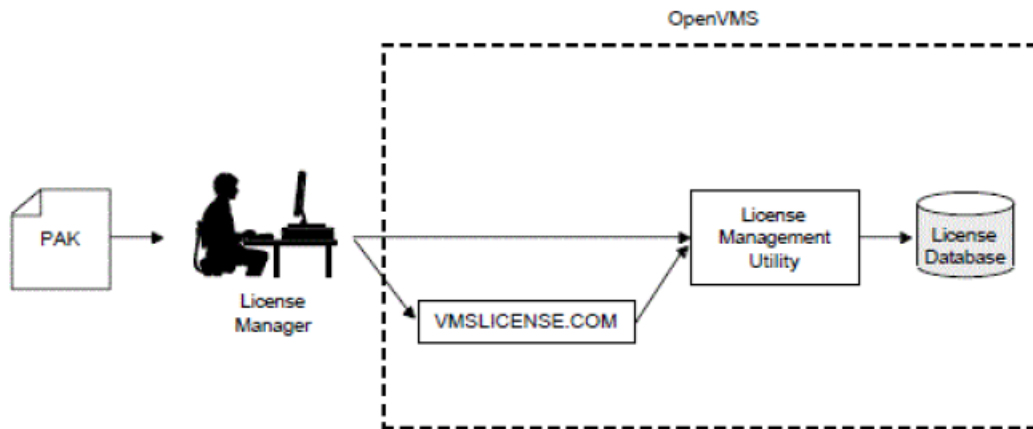 OpenVMS
PAK
License
Manager
VMSLICENSE.COM
License
Management
Utility
License
Database